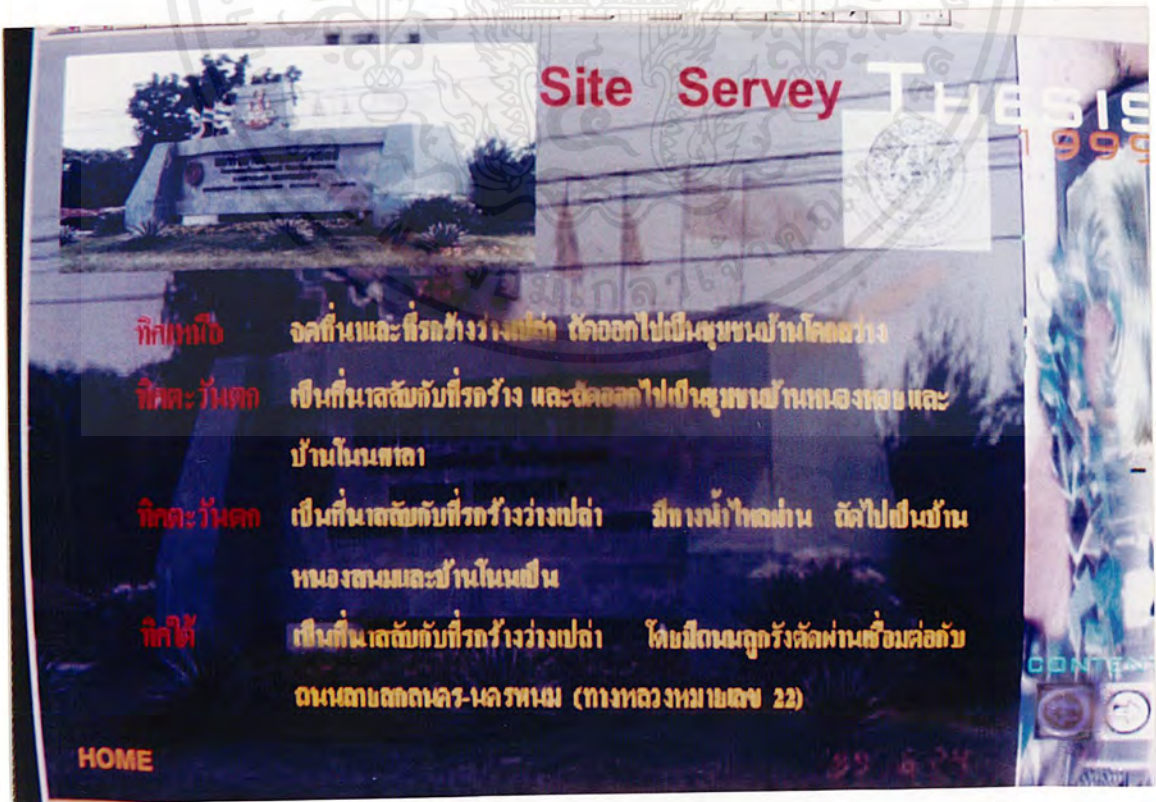 Site Servey THESIS
1999
ทิศเหนือ จดที่นาและที่รกร้างว่างเปล่า ถัดออกไปเป็นชุมชนบ้านโคกสว่าง
ทิศตะวันตก เป็นที่นาสลับกับที่รกร้าง และถัดออกไปเป็นชุมชนบ้านหนองหอยและ
บ้านโนนศาลา
ทิศตะวันตก เป็นที่นาสลับกับที่รกร้างว่างเปล่า มีทางน้ำไหลผ่าน ถัดไปเป็นบ้าน
หนองสนมและบ้านโนน
ทิศใต้ เป็นที่นาสลับกับที่รกร้างว่างเปล่า โดยมีถนนลูกรังตัดผ่านเชื่อมต่อกับ
ถนนสายสกลนคร-นครพนม (ทางหลวงหมายเลข 22)
CONTENT
HOME